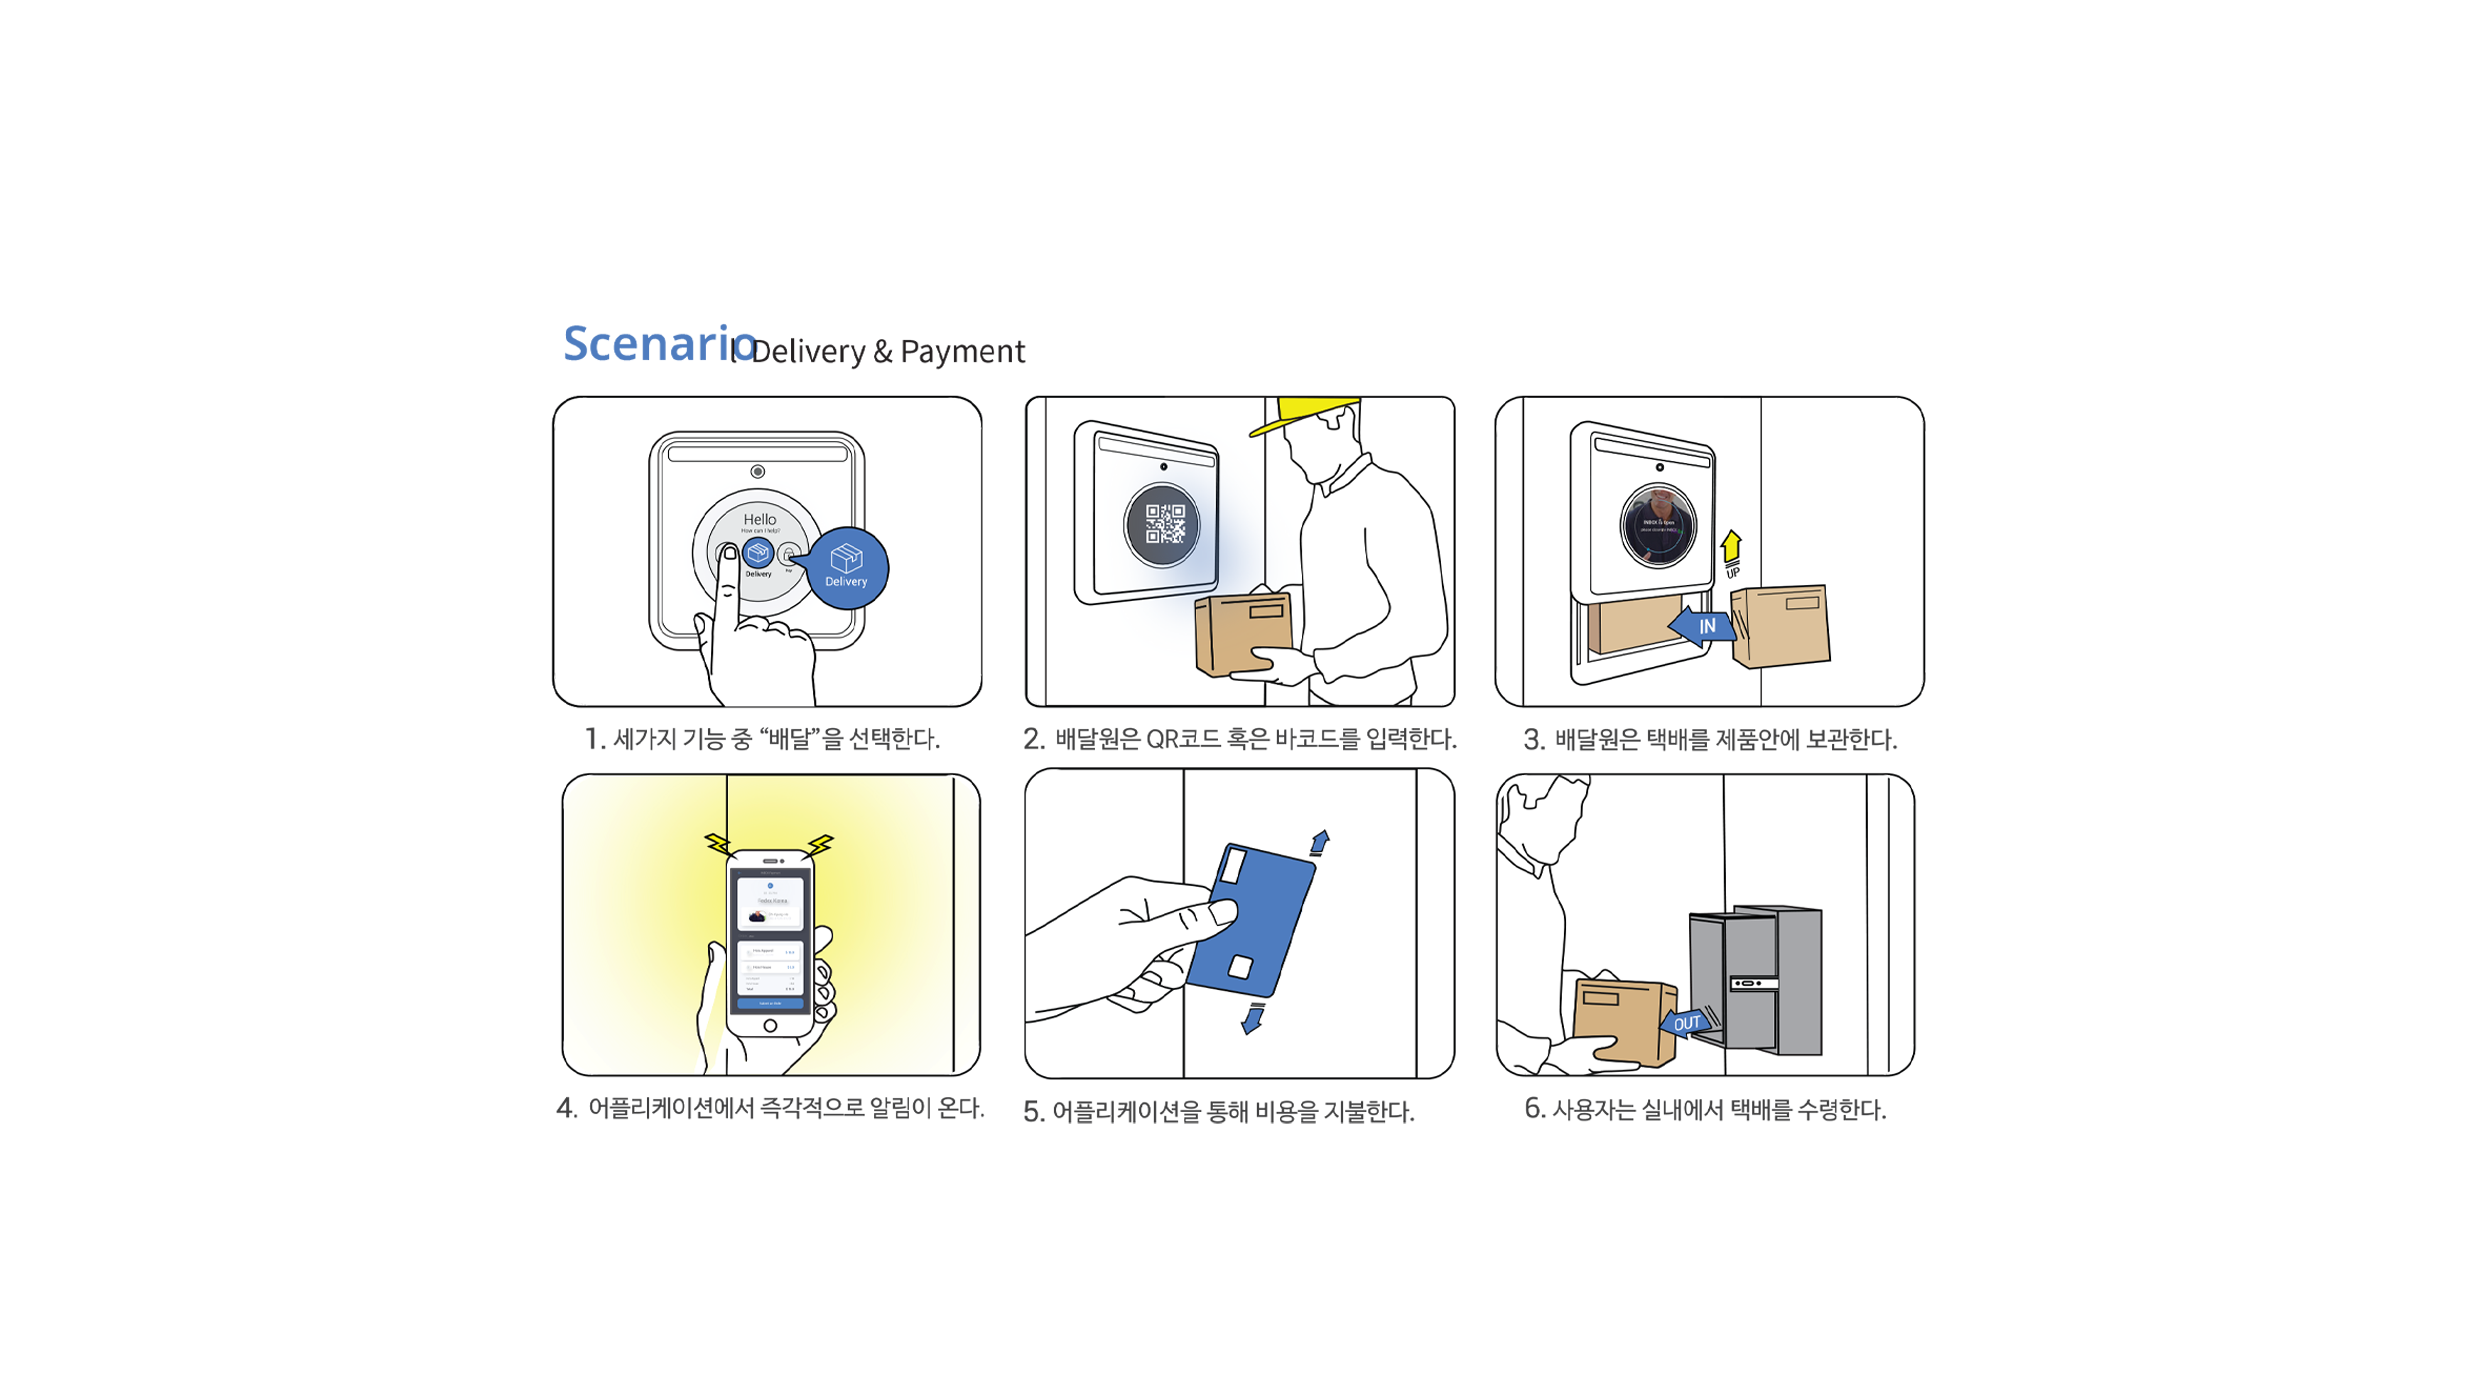 Scenario
l Delivery & Payment
Hello
How can I help?
Delivery
Pay
Delivery
INBOX is Open
UP
IN
1. 세가지 기능 중 “배달”을 선택한다.
2. 배달원은 QR코드 혹은 바코드를 입력한다.
3. 배달원은 택배를 제품안에 보관한다.
OUT
4. 어플리케이션에서 즉각적으로 알림이 온다.
5. 어플리케이션을 통해 비용을 지불한다.
6. 사용자는 실내에서 택배를 수령한다.